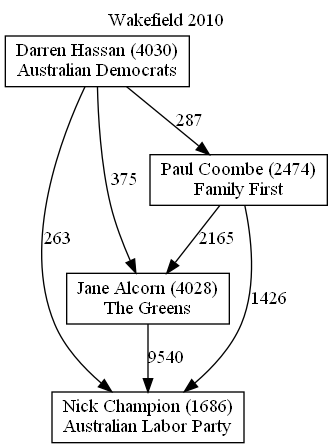 Wakefield 2010
Darren Hassan (4030)
Australian Democrats
287
Paul Coombe (2474)
Family First
375
263
2165
1426
Jane Alcorn (4028)
The Greens
9540
Nick Champion (1686)
Australian Labor Party